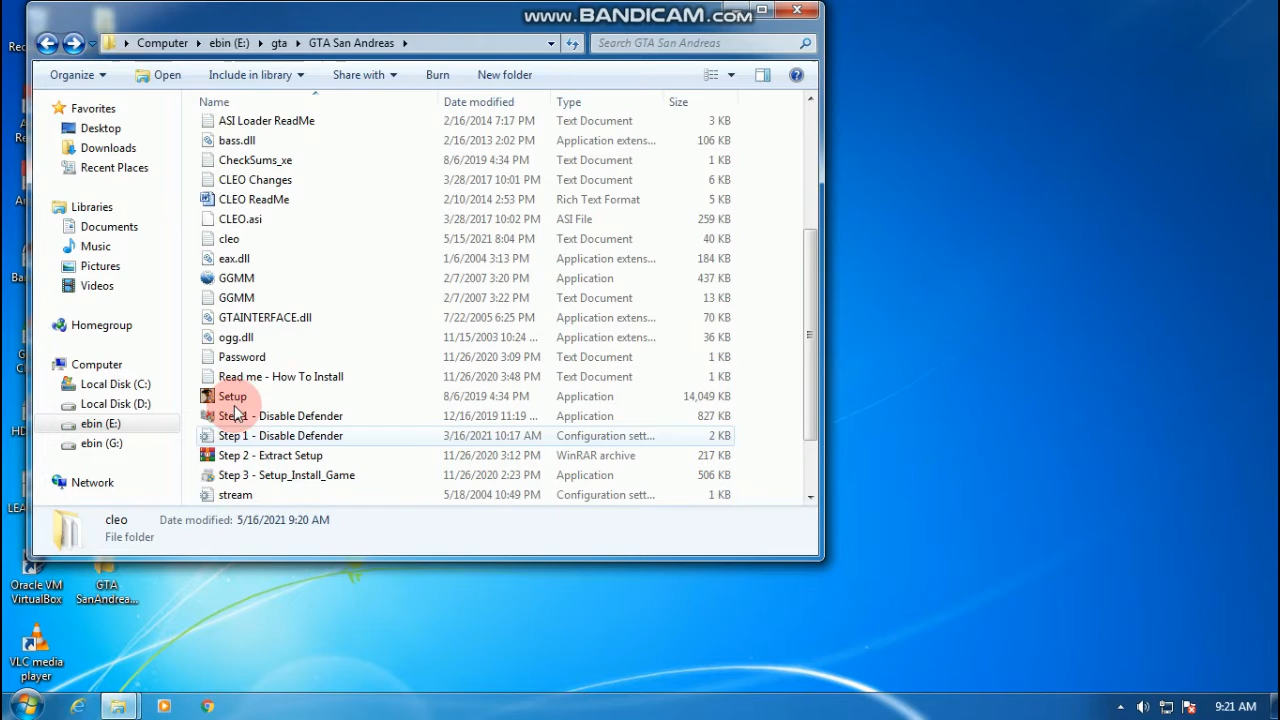 www.BANDICAM.com
Computer ebin (E:) gta GTA San Andreas
Search GTA San Andreas
Organize Open Include in library Share with Burn New folder
Name Date modified Type Size
Favorites
Desktop
Downloads
Recent Places
Libraries
Documents
Music
Pictures
Videos
Homegroup
Computer
Local Disk (C:)
Local Disk (D:)
ebin (E:)
ebin (G:)
Network
ASI Loader ReadMe 2/16/2014 7:17 PM Text Document 3 KB
bass.dll 2/16/2013 2:02 PM Application extens... 106 KB
CheckSums_xe 8/6/2019 4:34 PM Text Document 1 KB
CLEO Changes 3/28/2017 10:01 PM Text Document 6 KB
CLEO ReadMe 2/10/2014 2:53 PM Rich Text Format 5 KB
CLEO.asi 3/28/2017 10:02 PM ASI File 259 KB
cleo 5/15/2021 8:04 PM Text Document 40 KB
eax.dll 1/6/2004 3:13 PM Application extens... 184 KB
GGMM 2/7/2007 3:20 PM Application 437 KB
GGMM 2/7/2007 3:22 PM Text Document 13 KB
GTAINTERFACE.dll 7/22/2005 6:25 PM Application extens... 70 KB
ogg.dll 11/15/2003 10:24 ... Application extens... 36 KB
Password 11/26/2020 3:09 PM Text Document 1 KB
Read me - How To Install 11/26/2020 3:48 PM Text Document 1 KB
Setup 8/6/2019 4:34 PM Application 14,049 KB
Step 1 - Disable Defender 12/16/2019 11:19 ... Application 827 KB
Step 1 - Disable Defender 3/16/2021 10:17 AM Configuration sett... 2 KB
Step 2 - Extract Setup 11/26/2020 3:12 PM WinRAR archive 217 KB
Step 3 - Setup_Install_Game 11/26/2020 2:23 PM Application 506 KB
stream 5/18/2004 10:49 PM Configuration sett... 1 KB
cleo Date modified: 5/16/2021 9:20 AM
File folder
Oracle VM
VirtualBox
GTA
SanAndrea...
VLC media
player
9:21 AM